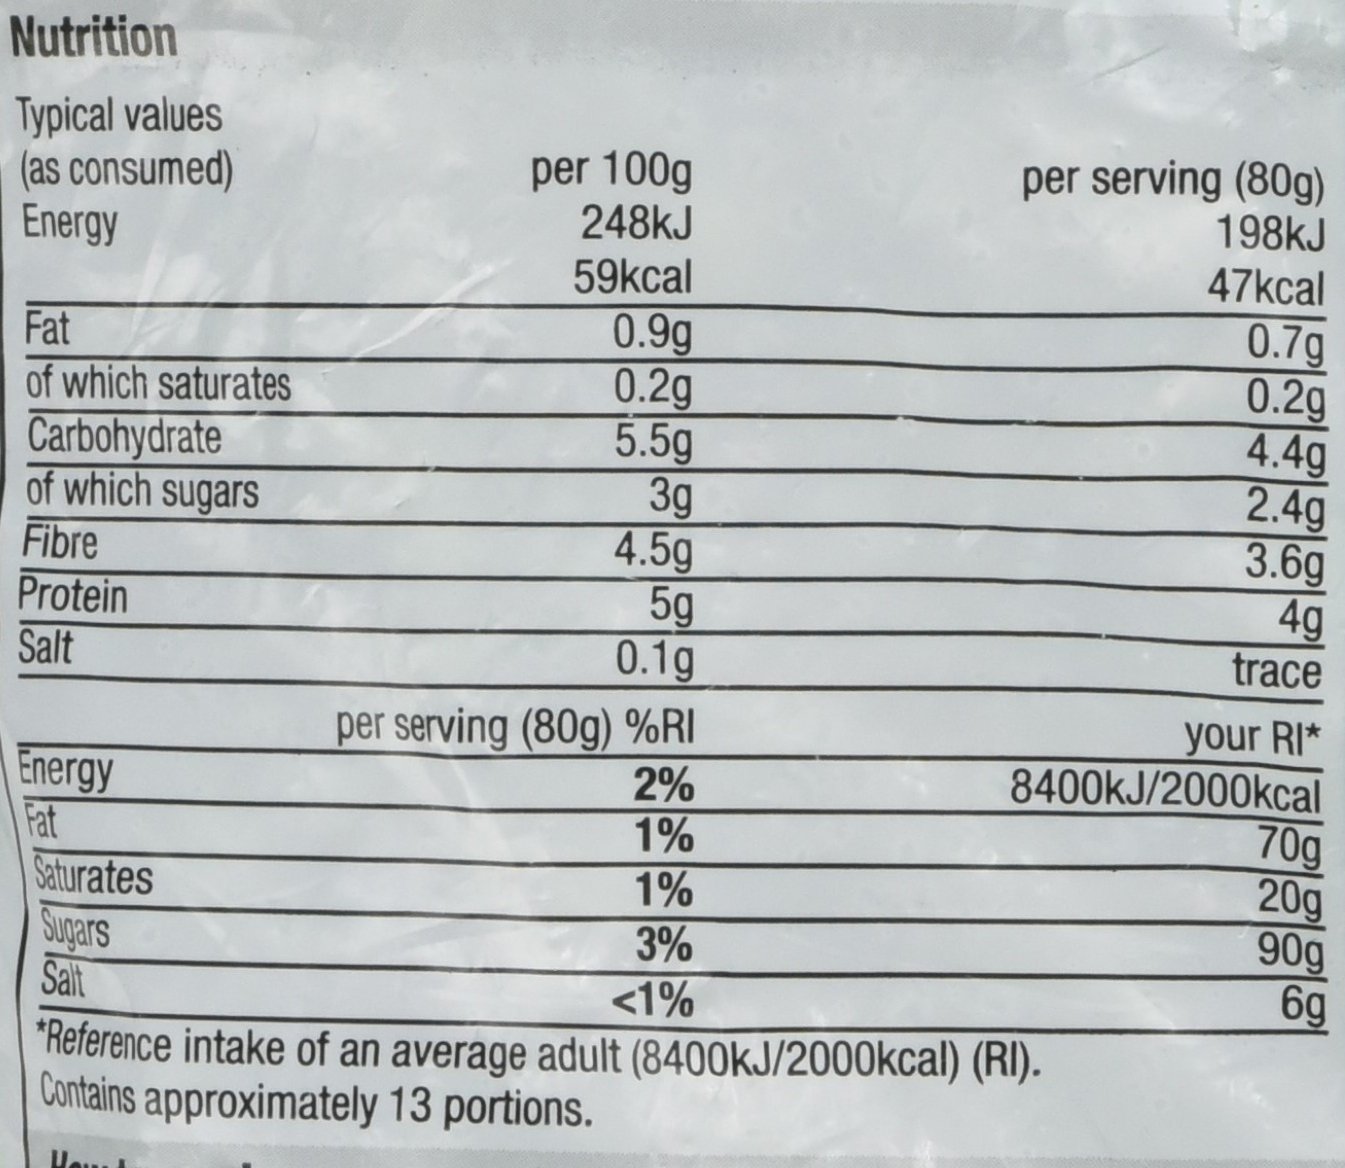 Nutrition
Typical values
(as consumed) per 100g per serving (80g)
Energy 248kJ 198kJ
59kcal 47kcal
Fat 0.9g 0.7g
of which saturates 0.2g 0.2g
Carbohydrate 5.5g 4.4g
of which sugars 3g 2.4g
Fibre 4.5g 3.6g
Protein 5g 4g
Salt 0.1g trace
per serving (80g) %RI your RI*
Energy 2% 8400kJ/2000kcal
Fat 1% 70g
Saturates 1% 20g
Sugars 3% 90g
Salt <1% 6g
*Reference intake of an average adult (8400kJ/2000kcal) (RI).
Contains approximately 13 portions.